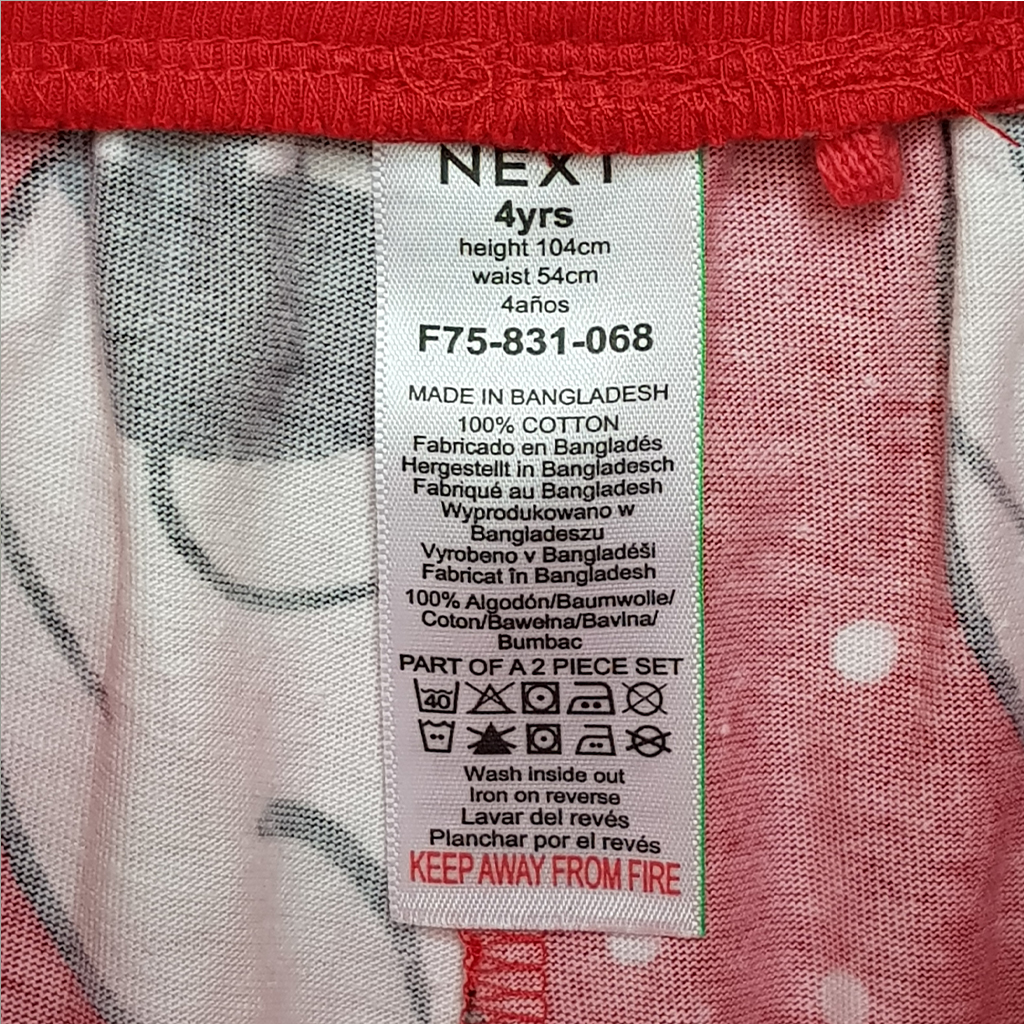 NEXT
4yrs
height 104cm
waist 54cm
4años
F75-831-068
MADE IN BANGLADESH
100% COTTON
Fabricado en Bangladés
Hergestellt in Bangladesch
Fabriqué au Bangladesh
Wyprodukowano w
Bangladeszu
Vyrobeno v Bangladéši
Fabricat în Bangladesh
100% Algodón/Baumwolle/
Coton/Bawełna/Bavlna/
Bumbac
PART OF A 2 PIECE SET
40
Wash inside out
Iron on reverse
Lavar del revés
Planchar por el revés
KEEP AWAY FROM FIRE